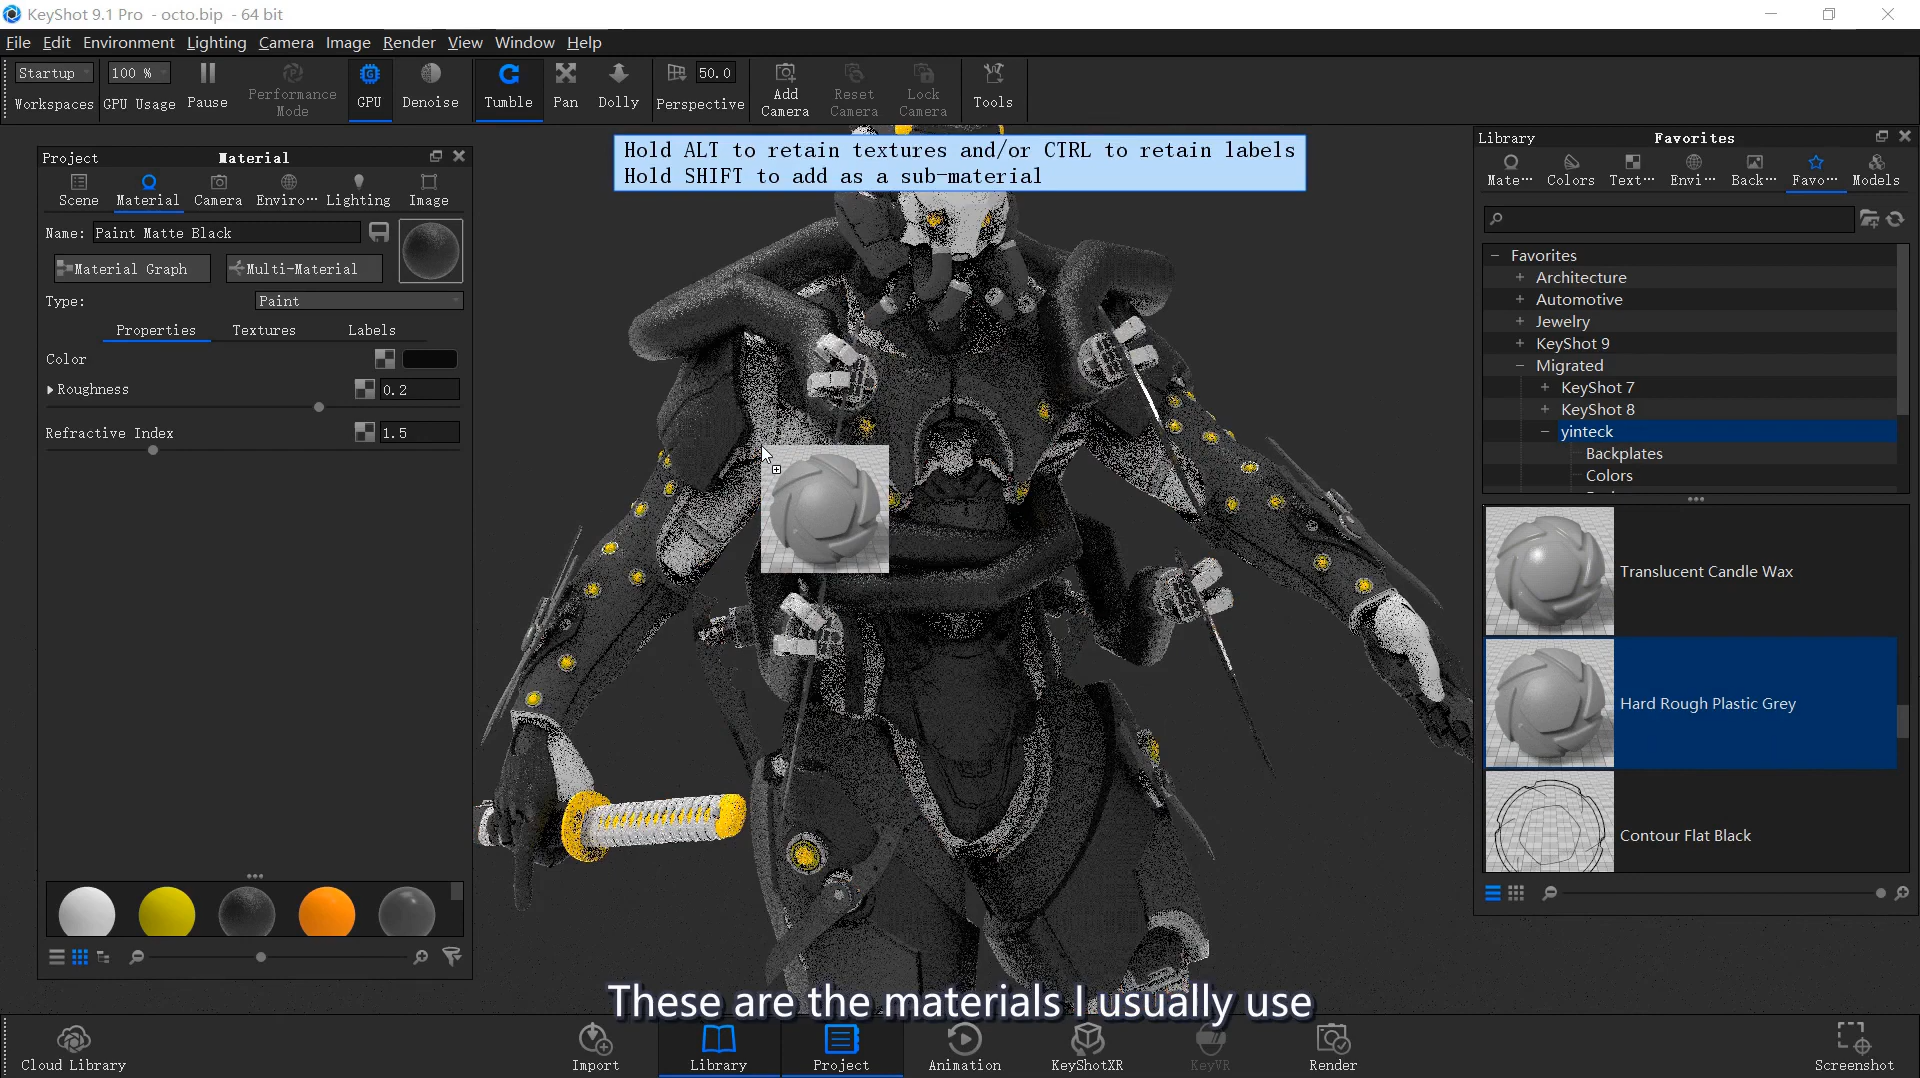 KeyShot 9.1 Pro - octo.bip - 64 bit
File Edit Environment Lighting Camera Image Render View Window Help
Startup 100 % 50.0
Workspaces GPU Usage Pause Performance Mode GPU Denoise Tumble Pan Dolly Perspective Add Camera Reset Camera Lock Camera Tools
Hold ALT to retain textures and/or CTRL to retain labels
Hold SHIFT to add as a sub-material
Project Material
Scene Material Camera Enviro··· Lighting Image
Name: Paint Matte Black
Material Graph Multi-Material
Type: Paint
Properties Textures Labels
Color
Roughness 0.2
Refractive Index 1.5
Library Favorites
Mate··· Colors Text··· Envi··· Back··· Favo··· Models
Favorites
Architecture
Automotive
Jewelry
KeyShot 9
Migrated
KeyShot 7
KeyShot 8
yinteck
Backplates
Colors
Translucent Candle Wax
Hard Rough Plastic Grey
Contour Flat Black
These are the materials I usually use
Cloud Library Import Library Project Animation KeyShotXR KeyVR Render Screenshot